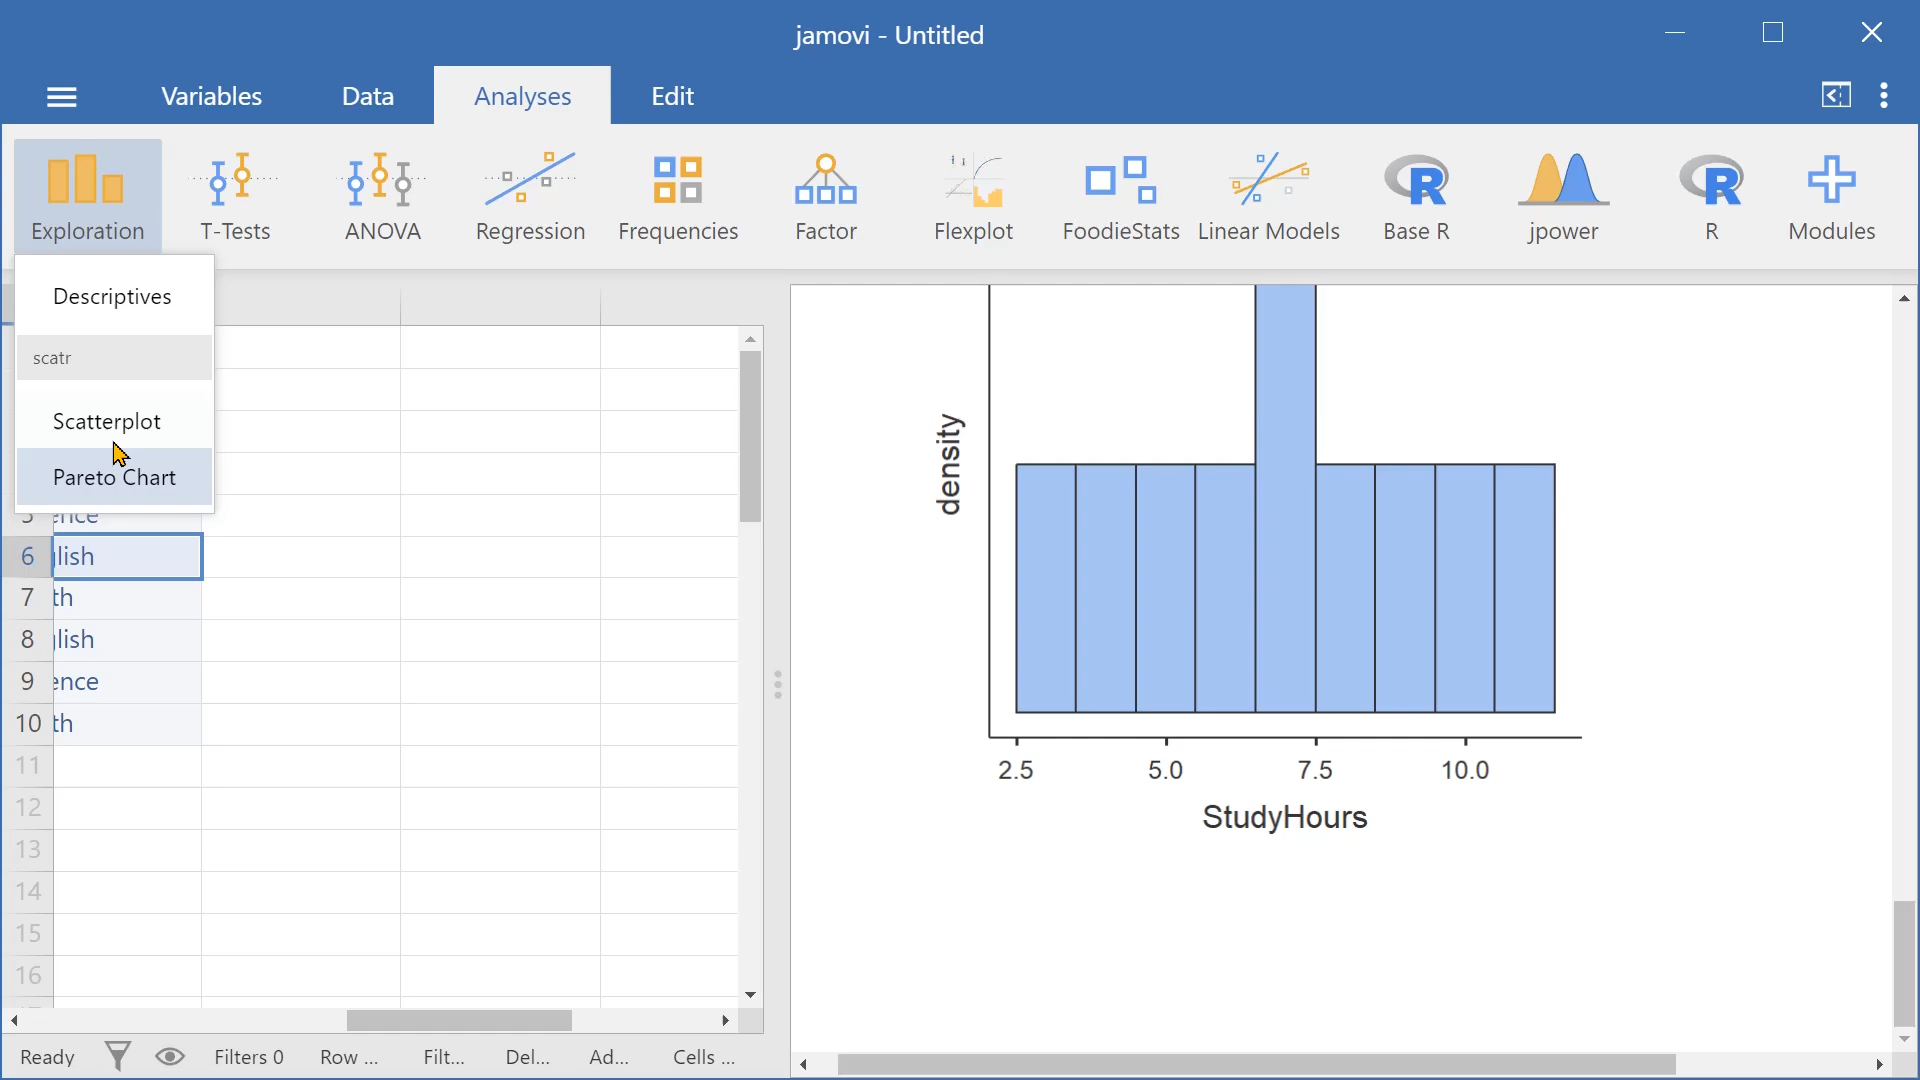 jamovi - Untitled
Variables
Data
Analyses
Edit
Exploration
T-Tests
ANOVA
Regression
Frequencies
Factor
Flexplot
FoodieStats
Linear Models
Base R
jpower
R
Modules
Descriptives
scatr
Scatterplot
Pareto Chart
6 lish
7 th
8 lish
9 ence
10 th
11
12
13
14
15
16
density
2.5 5.0 7.5 10.0
StudyHours
Ready
Filters 0
Row ...
Filt...
Del...
Ad...
Cells ...